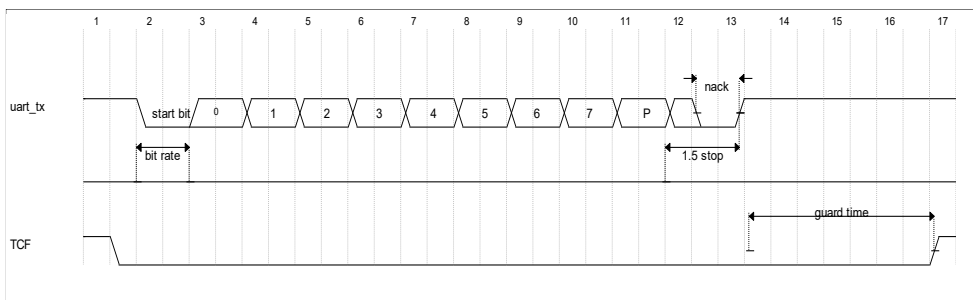 1 2 3 4 5 6 7 8 9 10 11 12 13 14 15 16 17
nack
uart_tx start bit 0 1 2 3 4 5 6 7 P
bit rate 1.5 stop
guard time
TCF